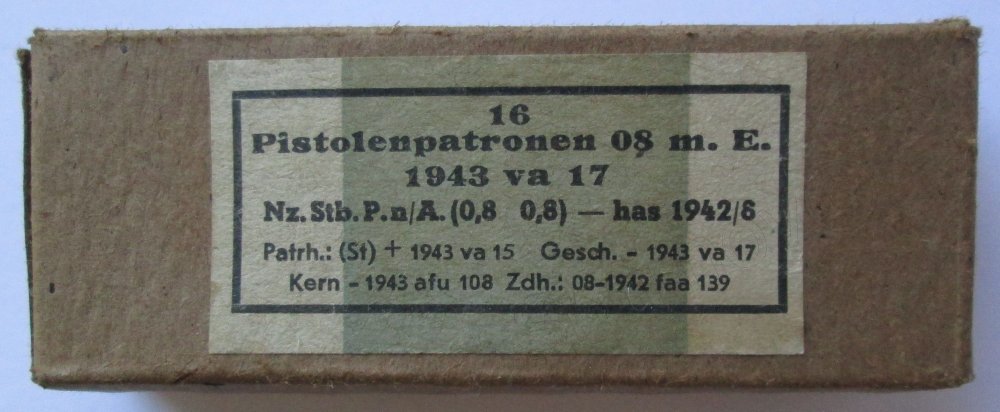 16
Pistolenpatronen 08 m. E.
1943 va 17
Nz. Stb. P. n/A. (0,8 0,8) — has 1942/8
Patrh.: (St) + 1943 va 15 Gesch. - 1943 va 17
Kern - 1943 afu 108 Zdh.: 08-1942 faa 139